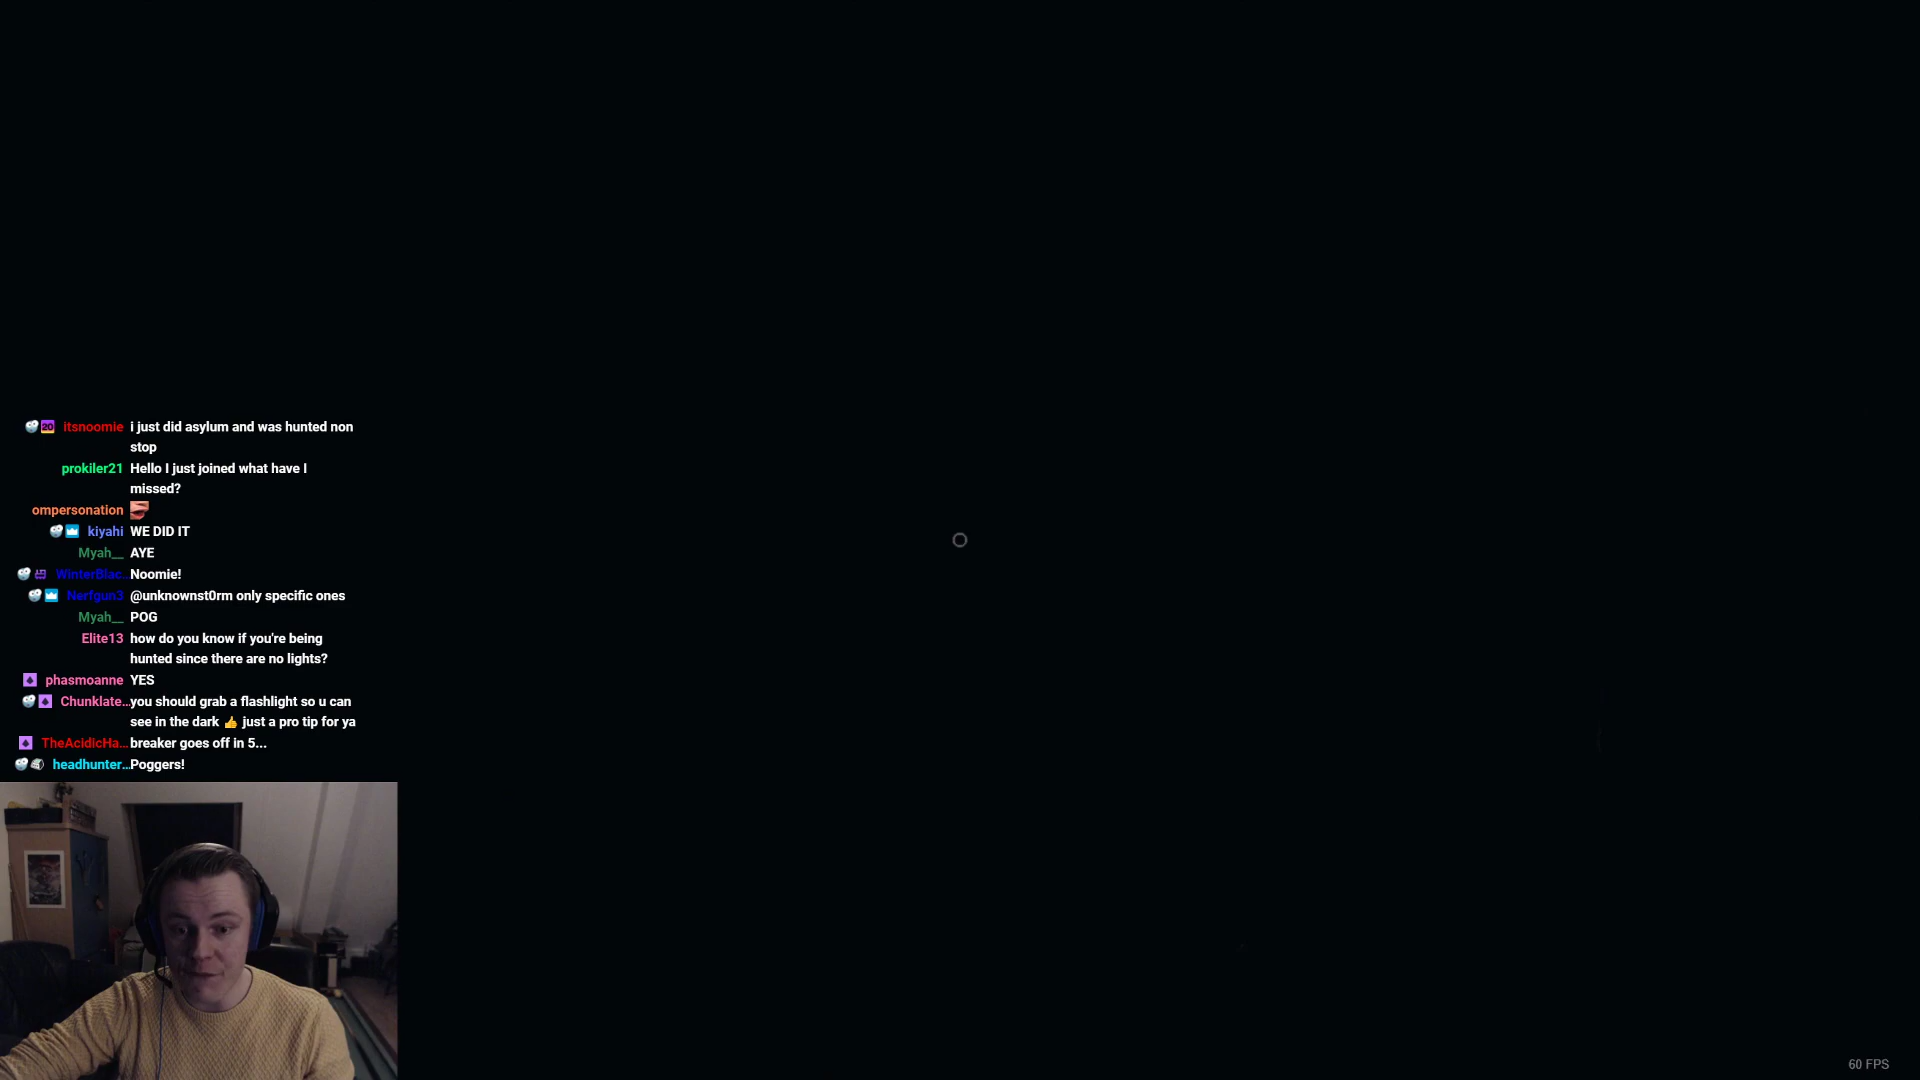 itsnoomie i just did asylum and was hunted non
stop
prokiler21 Hello I just joined what have I
missed?
ompersonation
kiyahi WE DID IT
Myah__ AYE
WinterBlac... Noomie!
Nerfgun3 @unknownst0rm only specific ones
Myah__ POG
Elite13 how do you know if you're being
hunted since there are no lights?
phasmoanne YES
Chunklate... you should grab a flashlight so u can
see in the dark 👍 just a pro tip for ya
TheAcidicHa... breaker goes off in 5...
headhunter... Poggers!
60 FPS